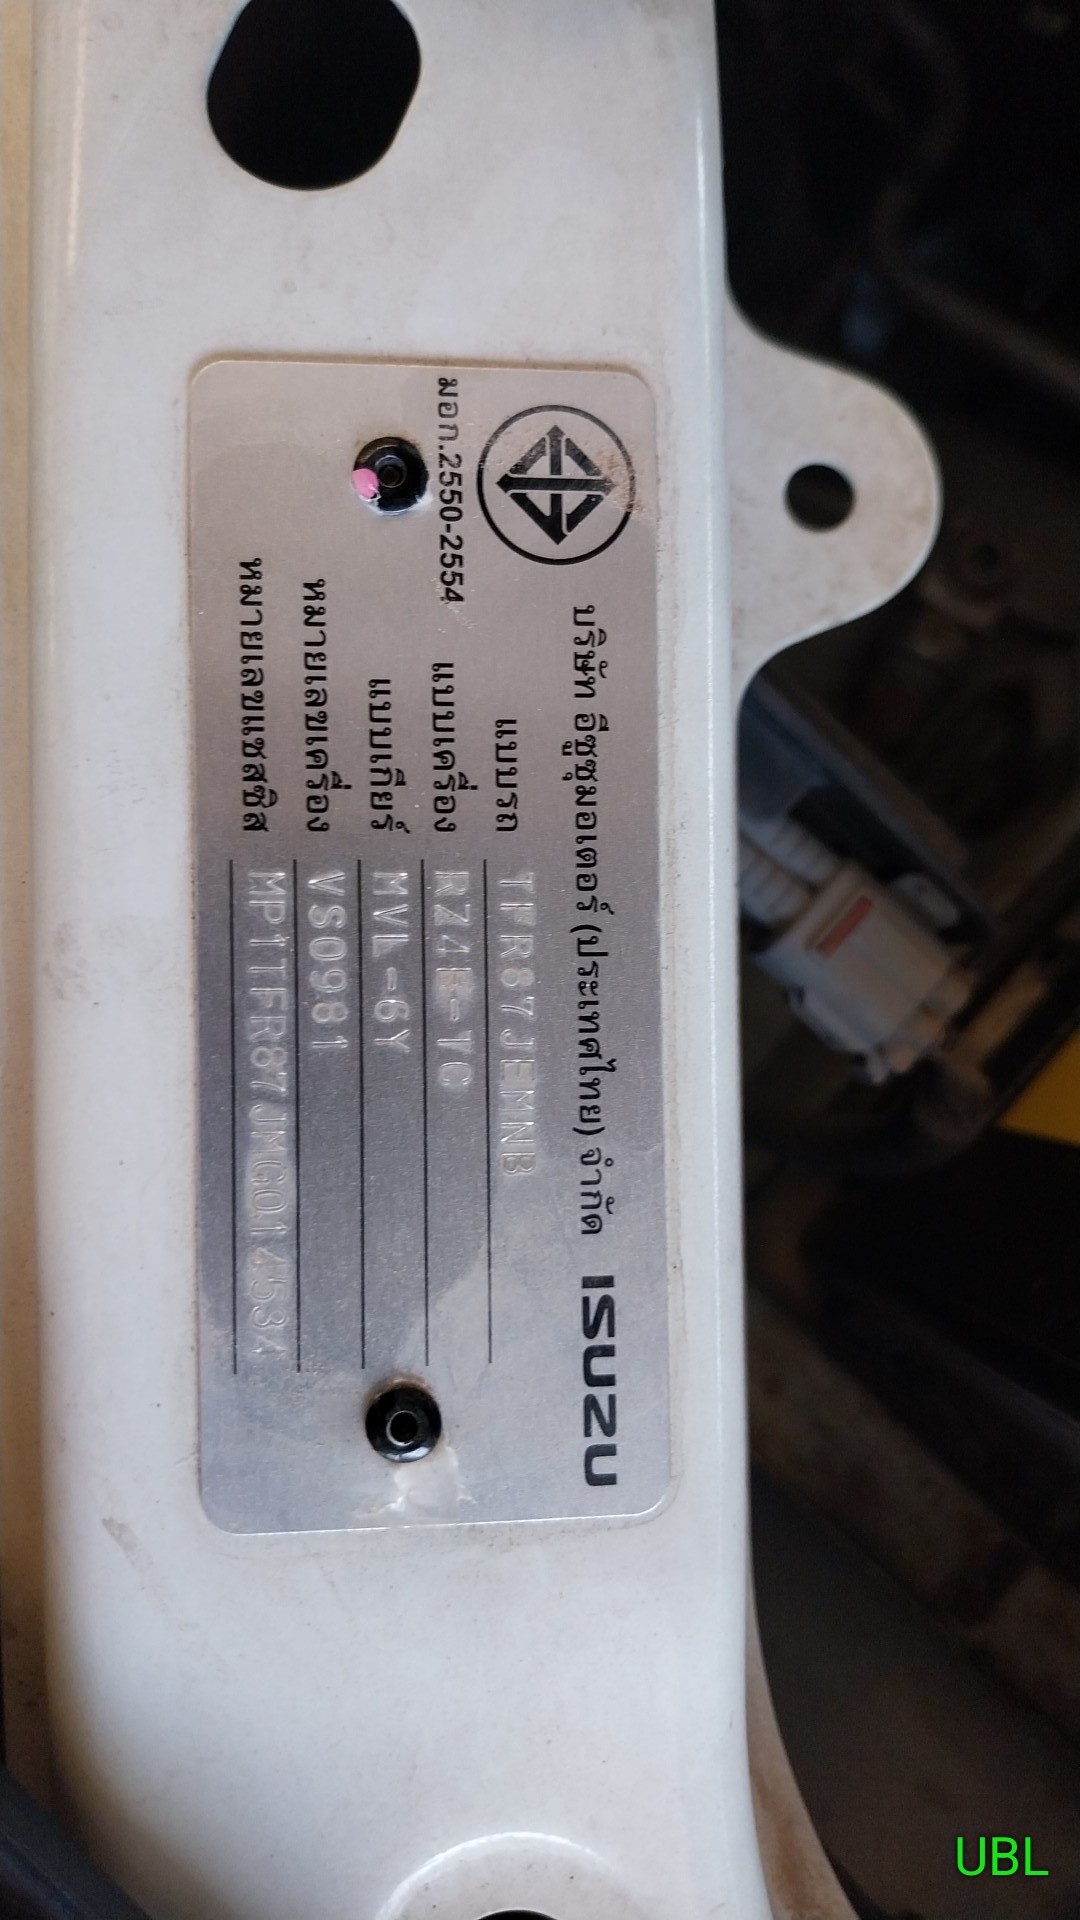 บริษัท อีซูซุมอเตอร์ (ประเทศไทย) จำกัด ISUZU
มอก.2550-2554
แบบรถ TFR87JEMNB
แบบเครื่อง RZ4E-TC
แบบเกียร์ MVL-6Y
หมายเลขเครื่อง VS0981
หมายเลขแชสซิส MP1TFR87JMG014534
UBL